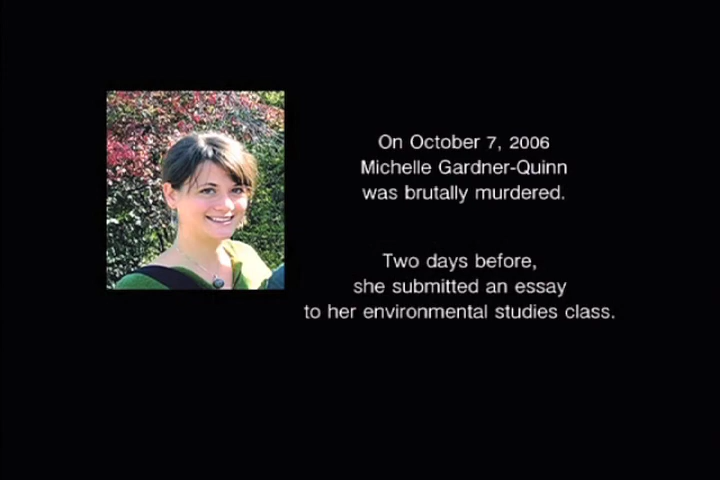 On October 7, 2006
Michelle Gardner-Quinn
was brutally murdered.
Two days before,
she submitted an essay
to her environmental studies class.